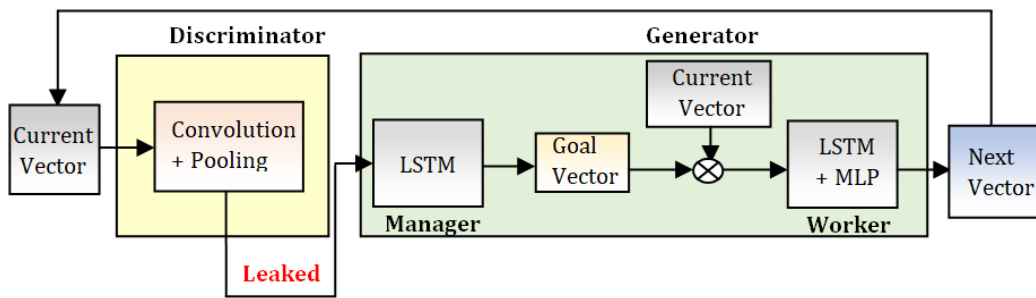 Discriminator
Generator
Current
Vector
Convolution
+ Pooling
LSTM
Manager
Goal
Vector
Current
Vector
LSTM
+ MLP
Worker
Next
Vector
Leaked